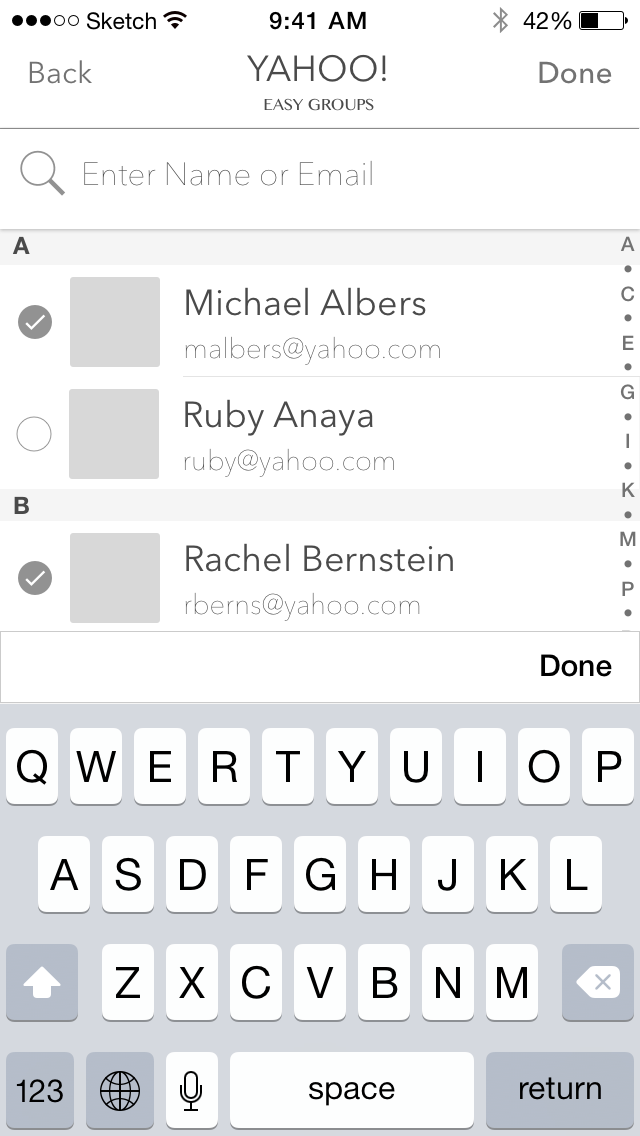 ●●●○○ Sketch 9:41 AM 42%
Back YAHOO! Done
EASY GROUPS
Enter Name or Email
A
Michael Albers
malbers@yahoo.com
Ruby Anaya
ruby@yahoo.com
B
Rachel Bernstein
rberns@yahoo.com
A
•
C
•
E
•
G
•
I
•
K
•
M
•
P
•
Done
Q W E R T Y U I O P
A S D F G H J K L
Z X C V B N M
123 space return